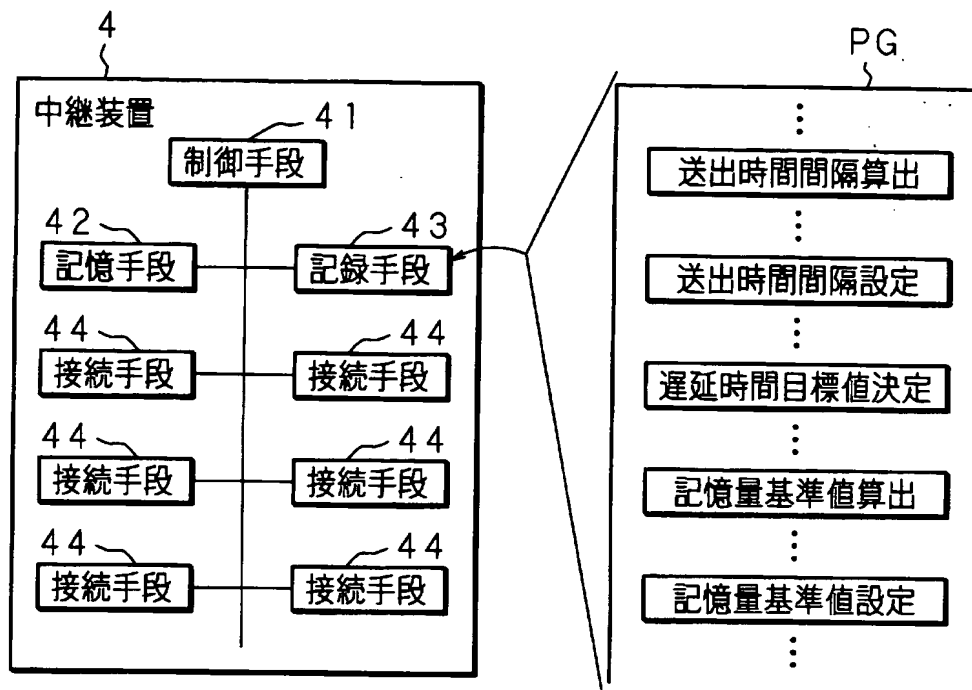 4
中継装置
41
制御手段
42
記憶手段
43
記録手段
44
接続手段
44
接続手段
44
接続手段
44
接続手段
44
接続手段
44
接続手段
PG
送出時間間隔算出
送出時間間隔設定
遅延時間目標値決定
記憶量基準値算出
記憶量基準値設定